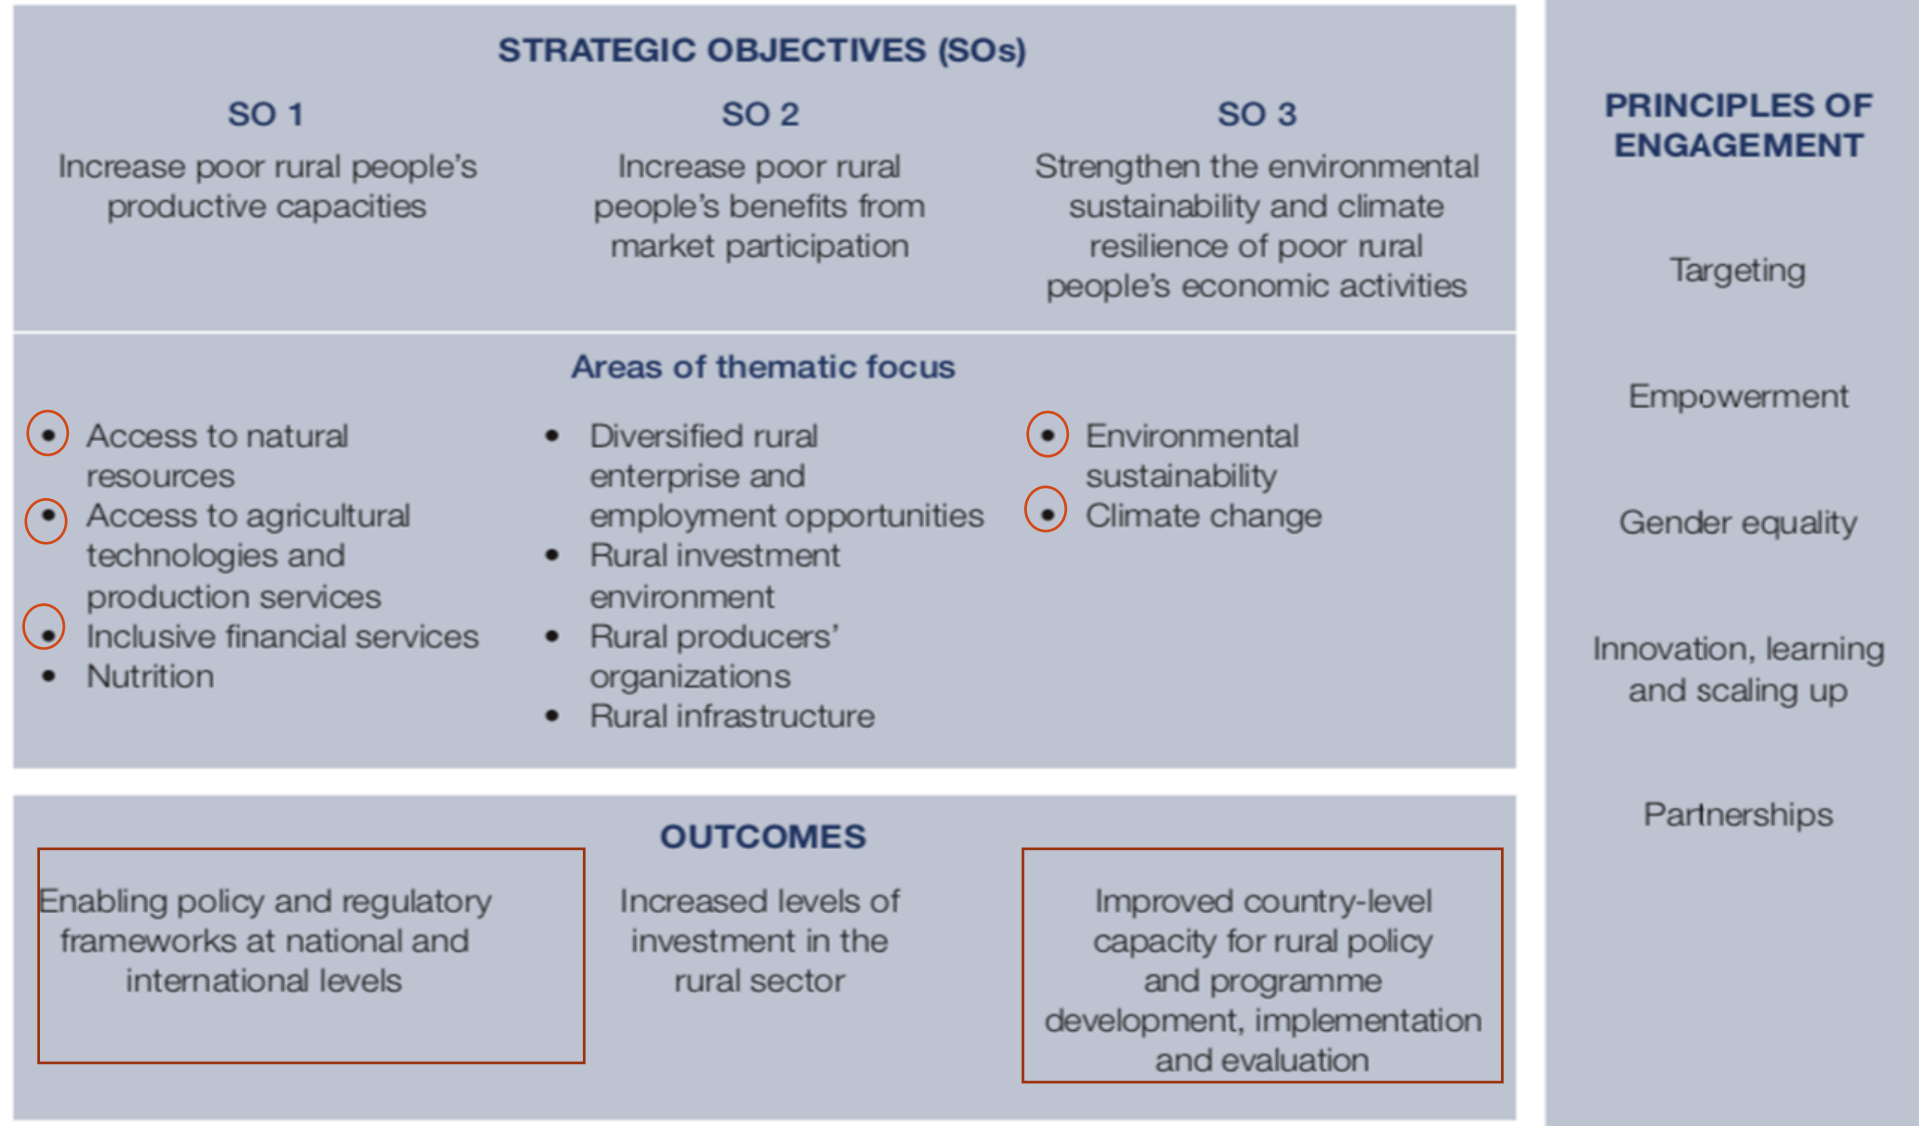 STRATEGIC OBJECTIVES (SOs)
SO 1
Increase poor rural people's
productive capacities
SO 2
Increase poor rural
people's benefits from
market participation
SO 3
Strengthen the environmental
sustainability and climate
resilience of poor rural
people's economic activities
Areas of thematic focus
• Access to natural
resources
• Access to agricultural
technologies and
production services
• Inclusive financial services
• Nutrition
• Diversified rural
enterprise and
employment opportunities
• Rural investment
environment
• Rural producers'
organizations
• Rural infrastructure
• Environmental
sustainability
• Climate change
OUTCOMES
Enabling policy and regulatory
frameworks at national and
international levels
Increased levels of
investment in the
rural sector
Improved country-level
capacity for rural policy
and programme
development, implementation
and evaluation
PRINCIPLES OF
ENGAGEMENT
Targeting
Empowerment
Gender equality
Innovation, learning
and scaling up
Partnerships